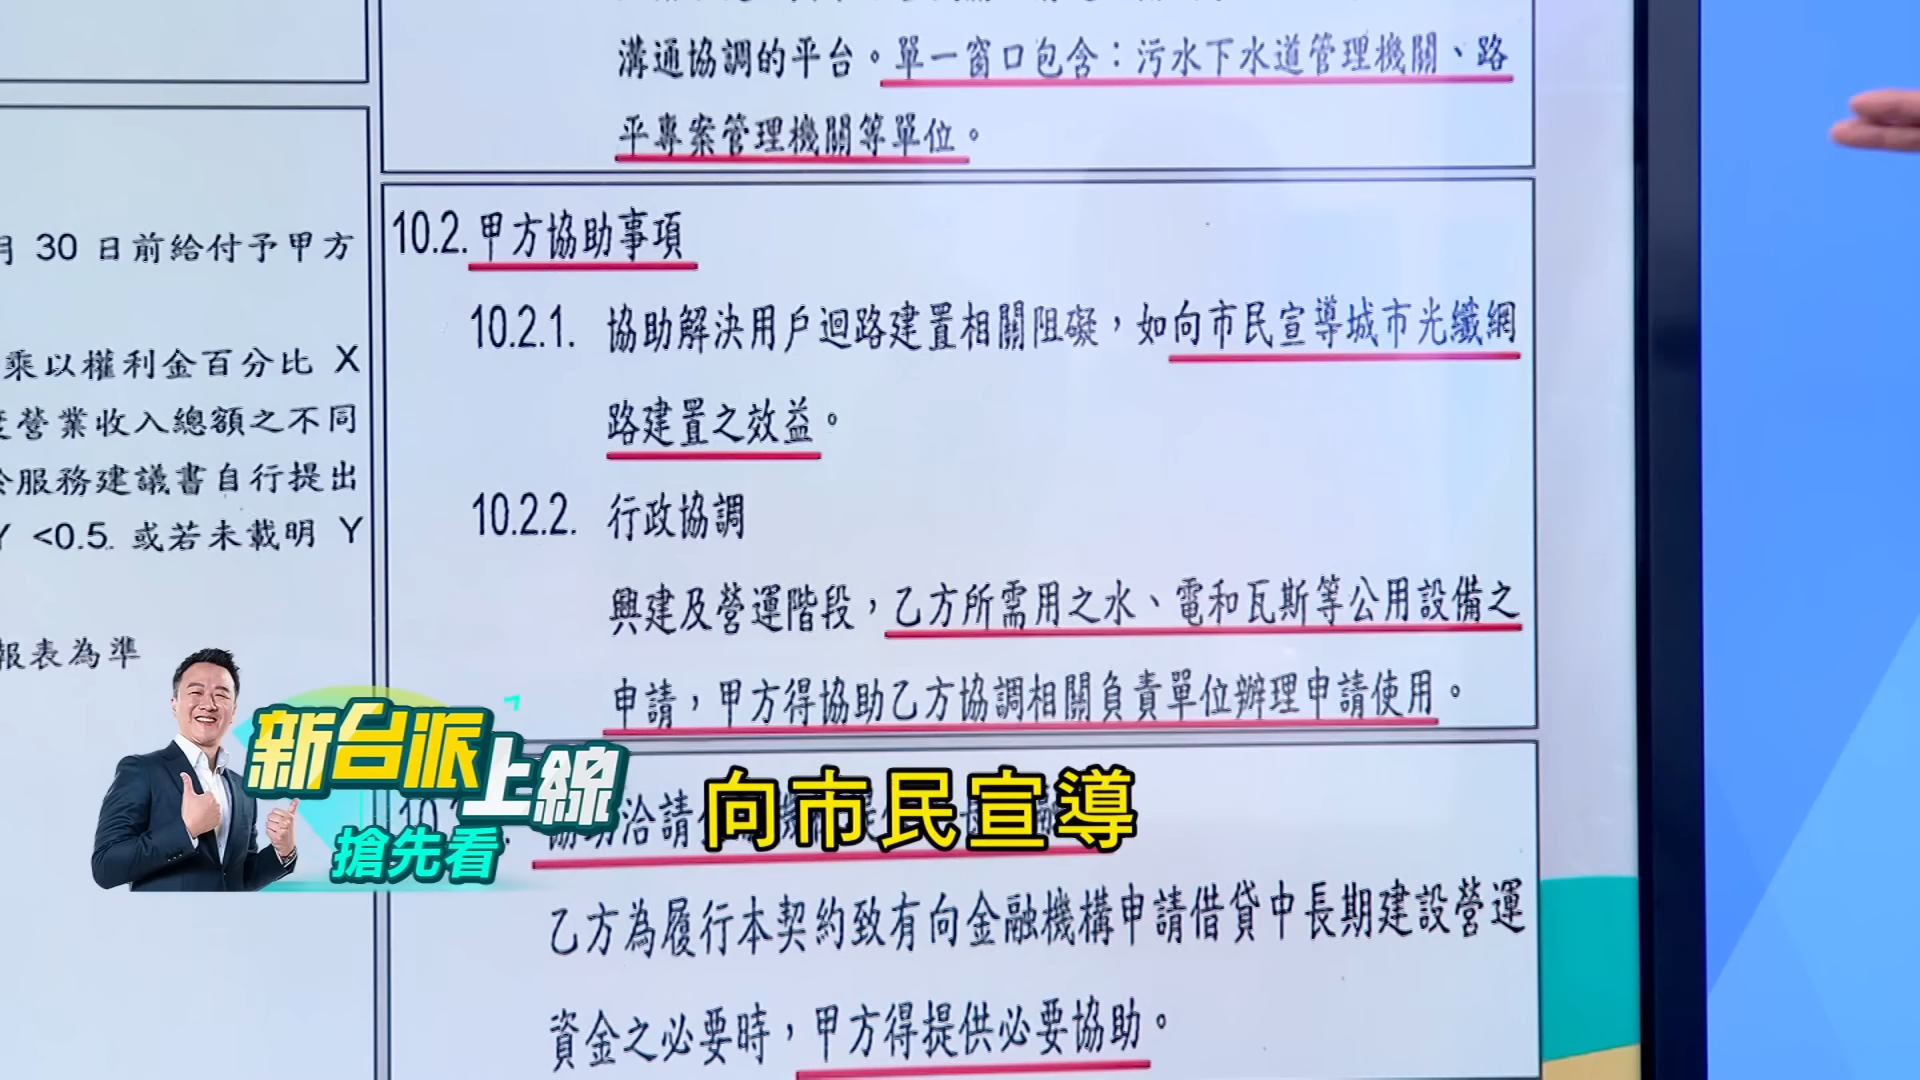 溝通協調的平台。單一窗口包含：污水下水道管理機關、路
平專案管理機關等單位。
月 30 日前給付予甲方
乘以權利金百分比 X
度營業收入總額之不同
服務建議書自行提出
Y <0.5. 或若未載明 Y
報表為準
10.2.甲方協助事項
10.2.1. 協助解決用戶迴路建置相關阻礙，如向市民宣導城市光纖網
路建置之效益。
10.2.2. 行政協調
興建及營運階段，乙方所需用之水、電和瓦斯等公用設備之
申請，甲方得協助乙方協調相關負責單位辦理申請使用。
協助洽請
乙方為履行本契約致有向金融機構申請借貸中長期建設營運
資金之必要時，甲方得提供必要協助。
新台派上線
搶先看
向市民宣導